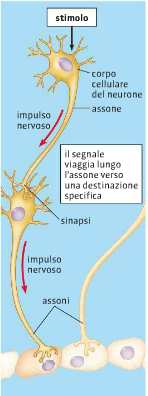 stimolo
corpo
cellulare
del neurone
assone
impulso
nervoso
il segnale
viaggia lungo
l'assone verso
una destinazione
specifica
sinapsi
impulso
nervoso
assoni